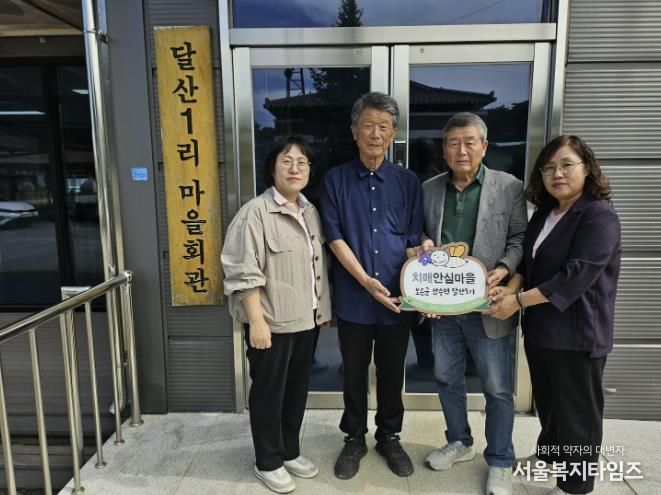 달산1리 마을회관
치매안심마을
보은군 삼승면 달산1리
사회적 약자의 대변자
서울복지타임즈